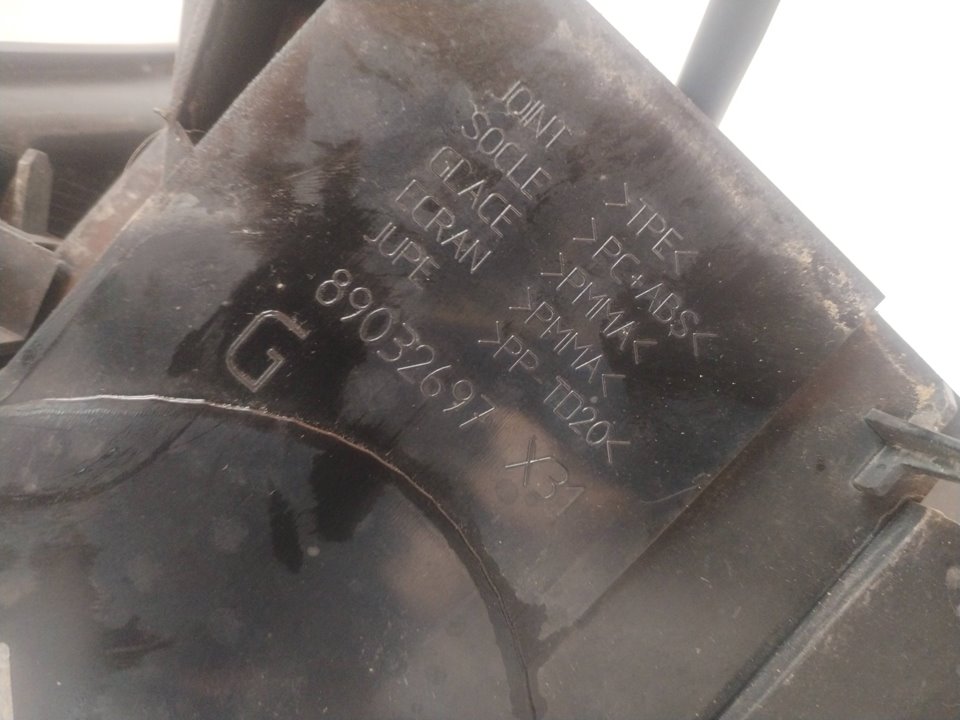 JOINT >TPE<
SOCLE >PC+ABS<
GLACE >PMMA<
ECRAN >PMMA<
JUPE >PP-TD20<
89032697 X31
G